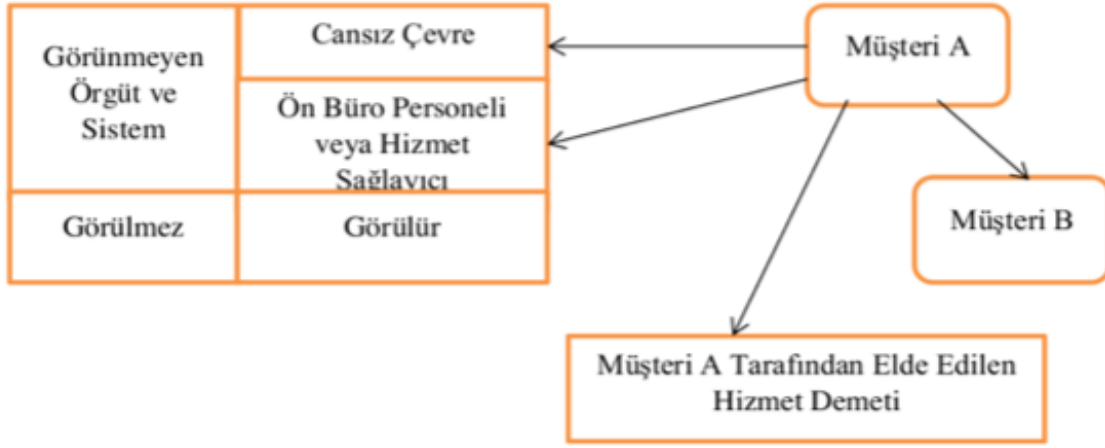 Görünmeyen
Örgüt ve
Sistem
Cansız Çevre
Ön Büro Personeli
veya Hizmet
Sağlayıcı
Görülmez
Görülür
Müşteri A
Müşteri B
Müşteri A Tarafından Elde Edilen
Hizmet Demeti